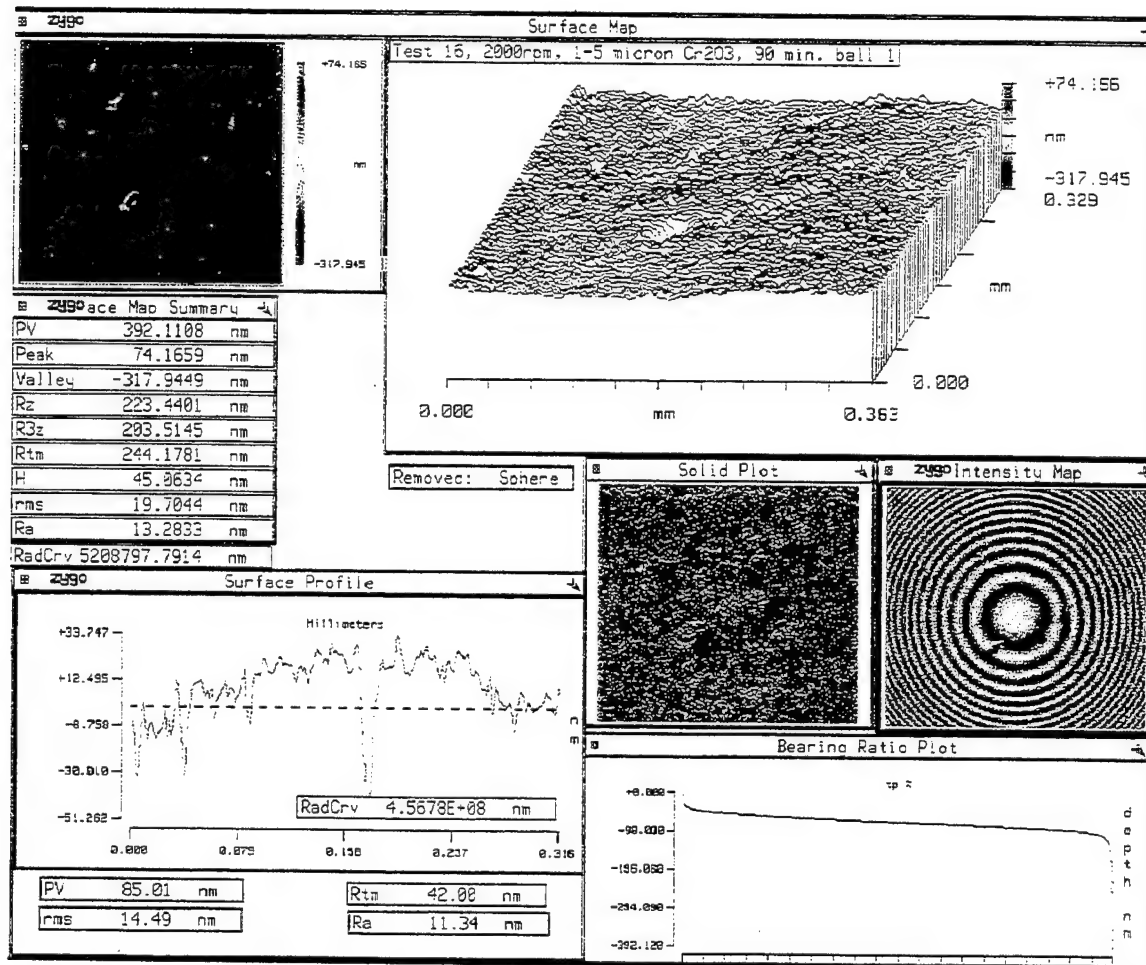 zygo
Surface Map
+74.165
nm
-317.945
Test 16, 2000rpm, 1-5 micron Cr2O3, 90 min. ball 1
+74.166
nm
-317.945
0.329
mm
0.000
0.000
mm
0.363
zygo ace Map Summary
PV 392.1108 nm
Peak 74.1659 nm
Valley -317.9449 nm
Rz 223.4401 nm
R3z 203.5145 nm
Rtm 244.1781 nm
H 45.0634 nm
rms 19.7044 nm
Ra 13.2833 nm
RadCrv 5208797.7914 nm
Removed: Sphere
Solid Plot
zygo Intensity Map
zygo
Surface Profile
Millimeters
+33.747
+12.495
-8.758
-30.010
-51.262
nm
RadCrv 4.5678E+08 nm
0.000
0.079
0.158
0.237
0.316
PV 85.01 nm
rms 14.49 nm
Rtm 42.00 nm
Ra 11.34 nm
Bearing Ratio Plot
tp %
+0.000
-98.030
-196.060
-294.090
-392.120
depth nm